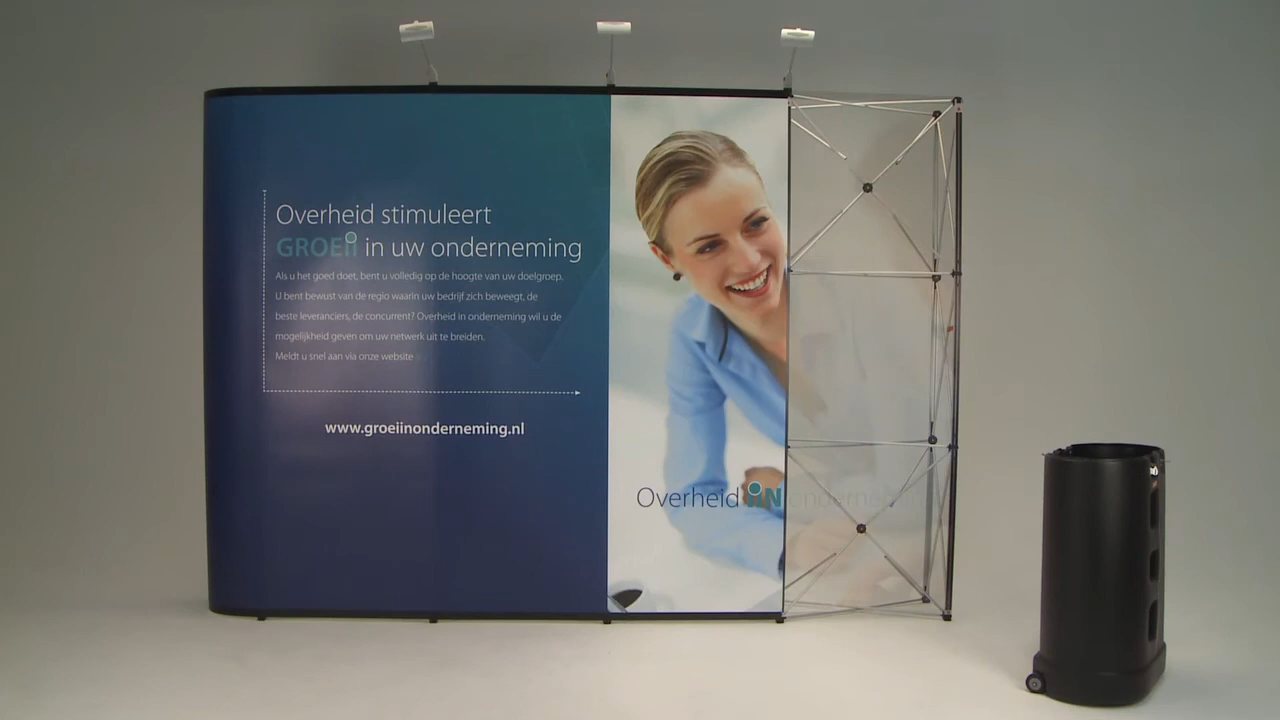 Overheid stimuleert
GROEii in uw onderneming
Als u het goed doet, bent u volledig op de hoogte van uw doelgroep.
U bent bewust van de regio waarin uw bedrijf zich beweegt, de
beste leveranciers, de concurrent? Overheid in onderneming wil u de
mogelijkheid geven om uw netwerk uit te breiden.
Meldt u snel aan via onze website
www.groeiinonderneming.nl
Overheid iiN onderneming